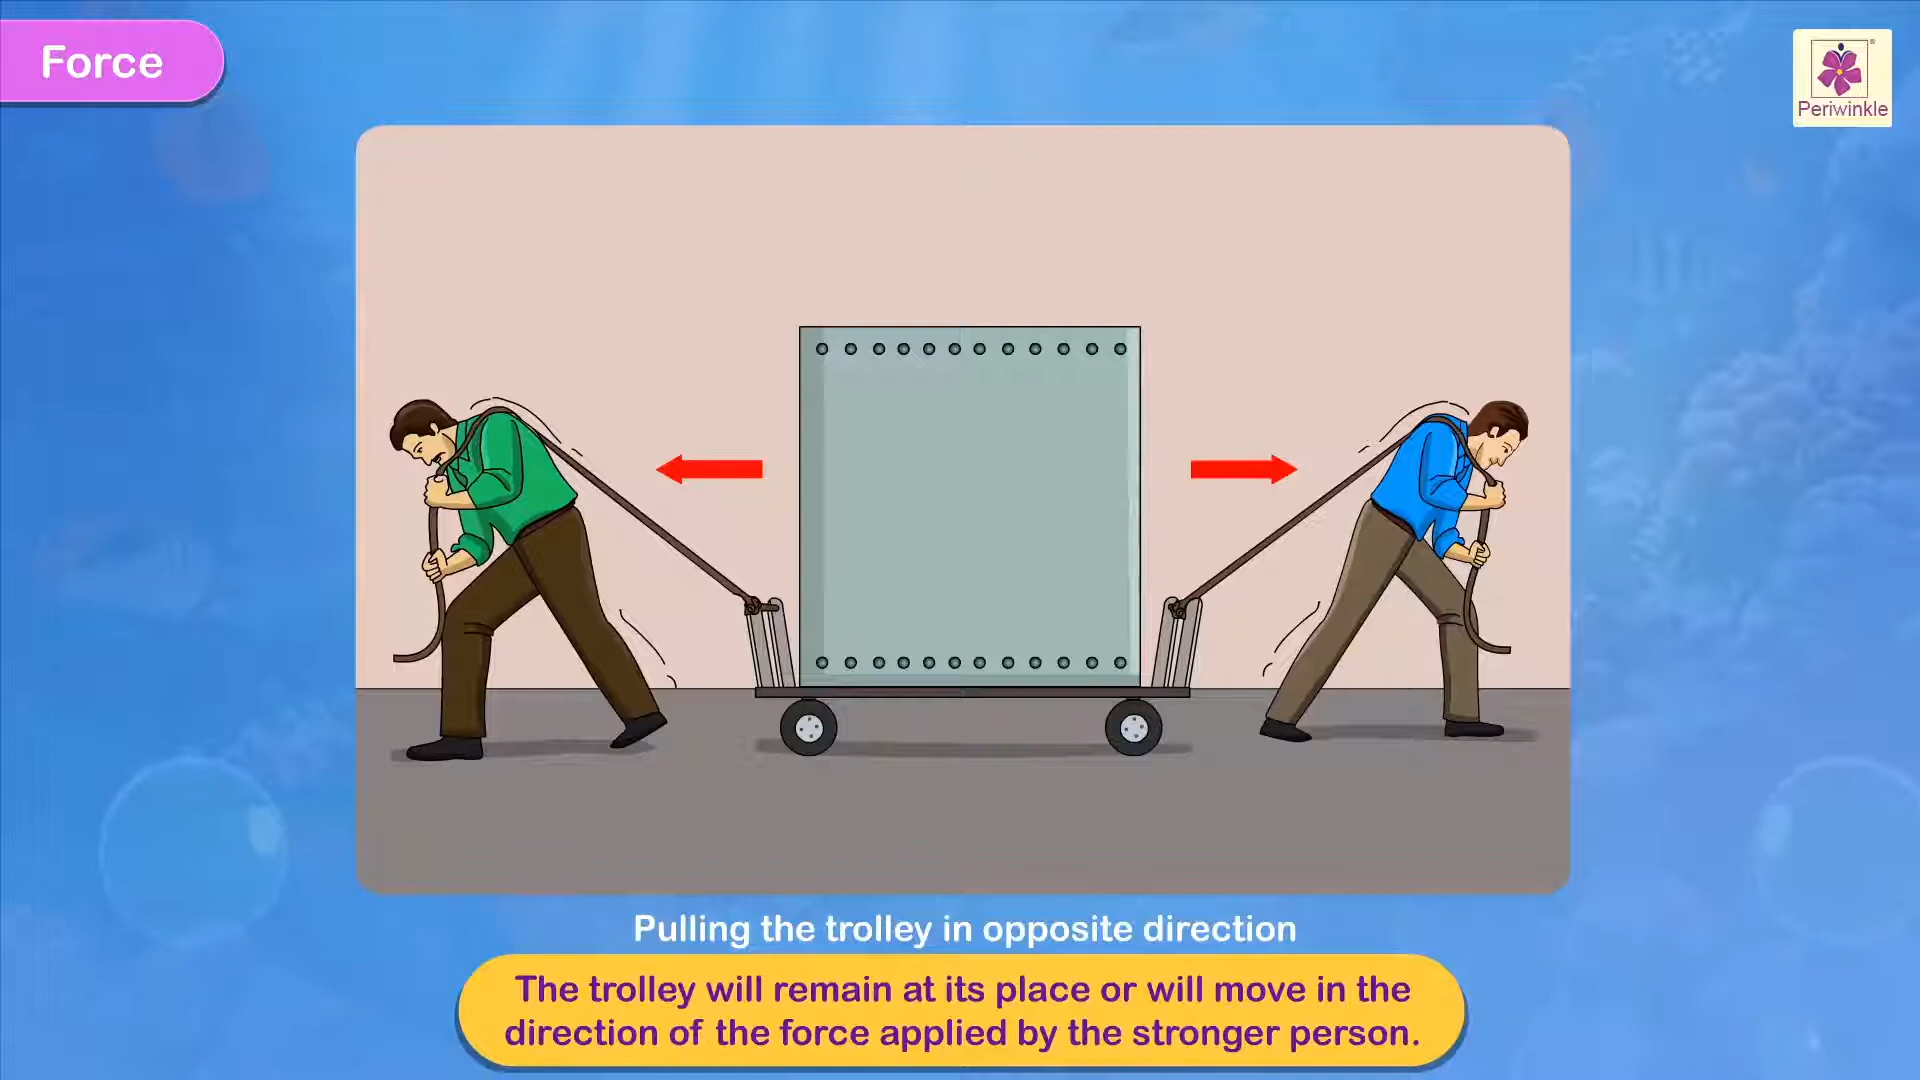 Force
Periwinkle
Pulling the trolley in opposite direction
The trolley will remain at its place or will move in the
direction of the force applied by the stronger person.